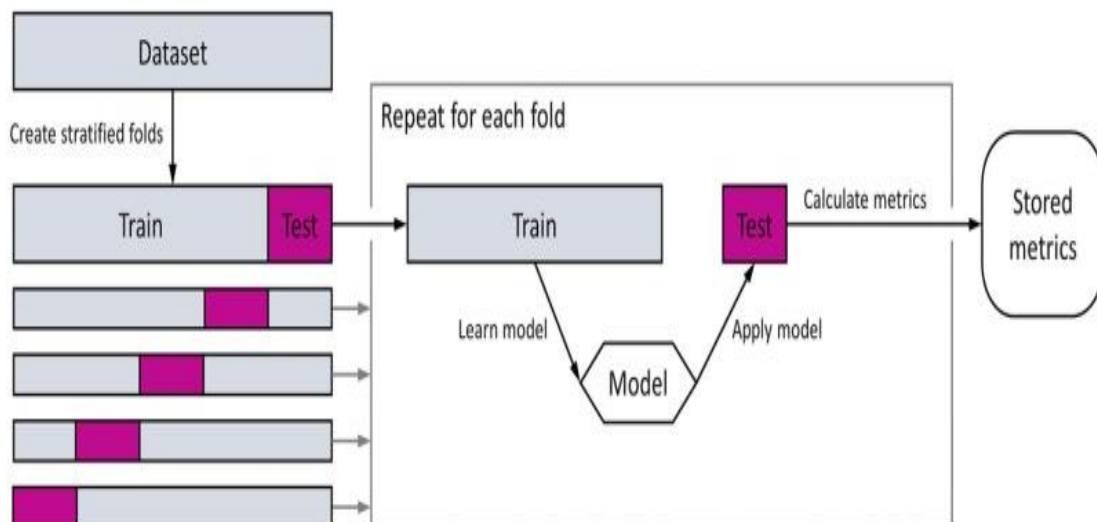 Dataset
Create stratified folds
Repeat for each fold
Train
Test
Train
Test
Calculate metrics
Stored
metrics
Learn model
Apply model
Model